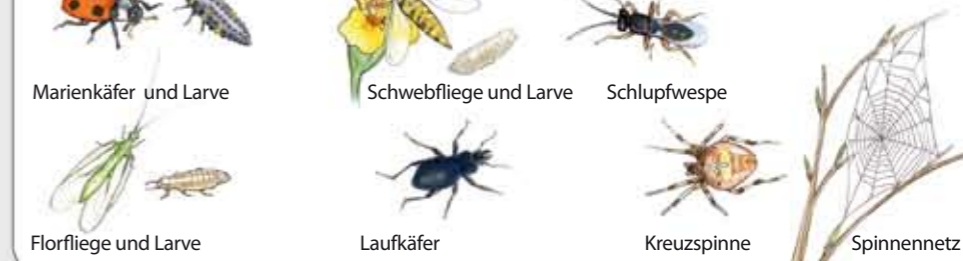 Marienkäfer und Larve
Schwebfliege und Larve
Schlupfwespe
Florfliege und Larve
Laufkäfer
Kreuzspinne
Spinnennetz